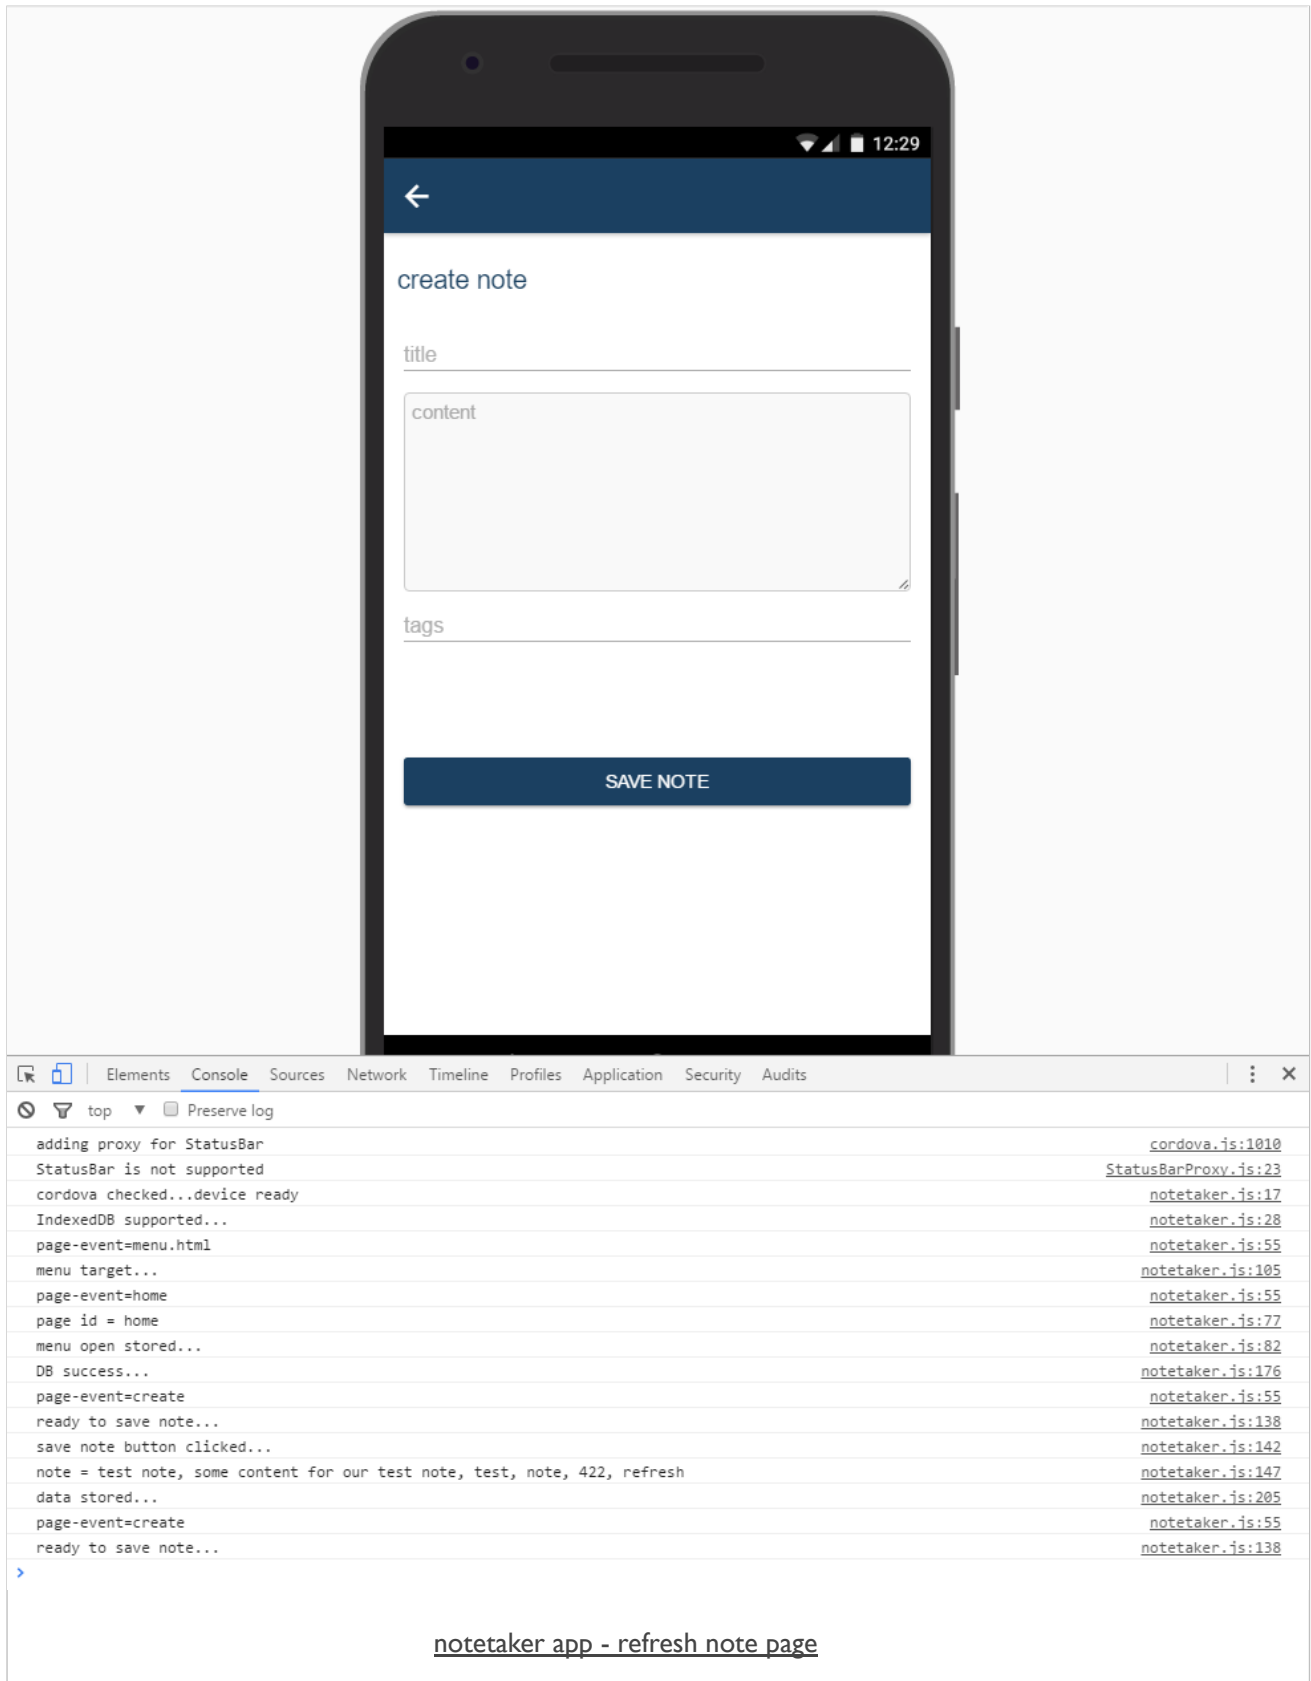 12:29
create note
title
content
tags
SAVE NOTE
Elements Console Sources Network Timeline Profiles Application Security Audits
top Preserve log
adding proxy for StatusBar cordova.js:1010
StatusBar is not supported StatusBarProxy.js:23
cordova checked...device ready notetaker.js:17
IndexedDB supported... notetaker.js:28
page-event=menu.html notetaker.js:55
menu target... notetaker.js:105
page-event=home notetaker.js:55
page id = home notetaker.js:77
menu open stored... notetaker.js:82
DB success... notetaker.js:176
page-event=create notetaker.js:55
ready to save note... notetaker.js:138
save note button clicked... notetaker.js:142
note = test note, some content for our test note, test, note, 422, refresh notetaker.js:147
data stored... notetaker.js:205
page-event=create notetaker.js:55
ready to save note... notetaker.js:138
notetaker app - refresh note page